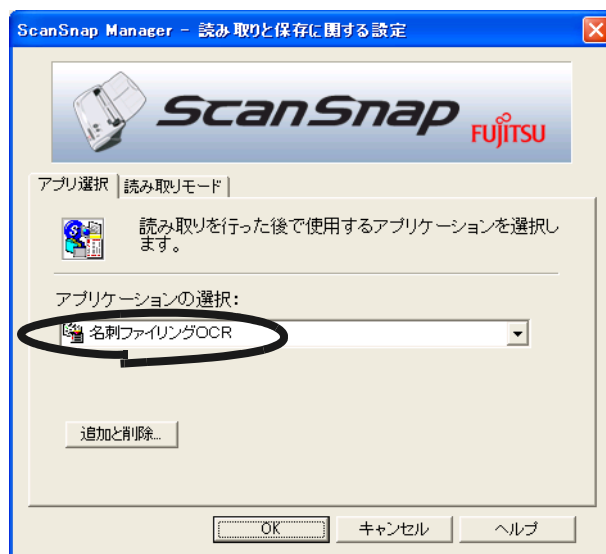 ScanSnap Manager - 読み取りと保存に関する設定
ScanSnap
FUJITSU
アプリ選択 読み取りモード
読み取りを行った後で使用するアプリケーションを選択し
ます。
アプリケーションの選択:
名刺ファイリングOCR
追加と削除...
OK キャンセル ヘルプ